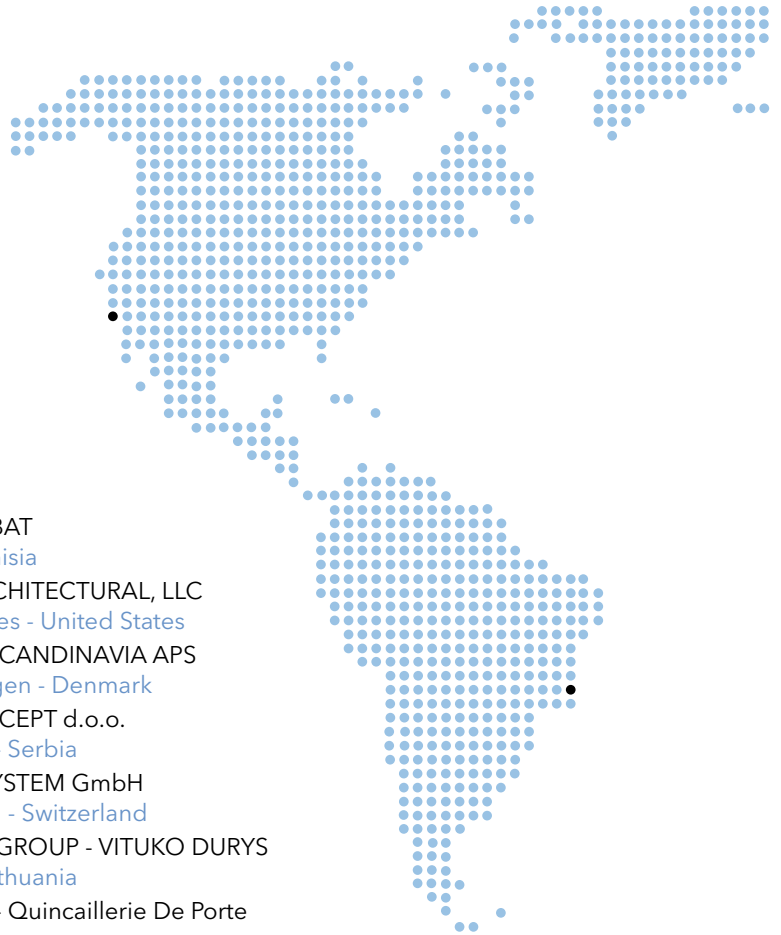 BAT
isia
CHITECTURAL, LLC
es - United States
CANDINAVIA APS
gen - Denmark
CEPT d.o.o.
- Serbia
YSTEM GmbH
- Switzerland
GROUP - VITUKO DURYS
thuania
- Quincaillerie De Porte